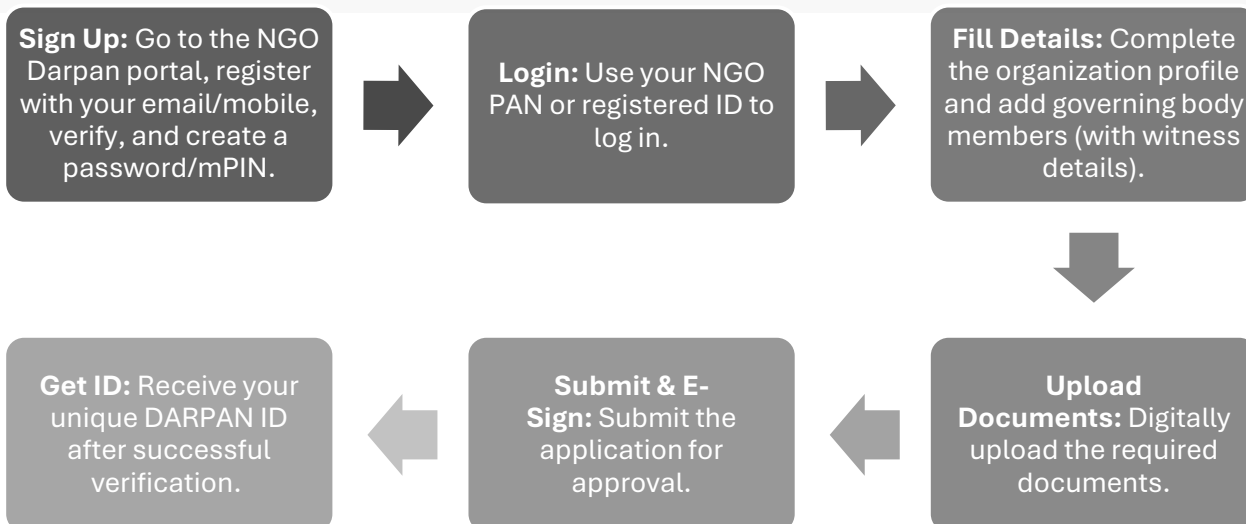 Sign Up: Go to the NGO
Darpan portal, register
with your email/mobile,
verify, and create a
password/mPIN.
Login: Use your NGO
PAN or registered ID to
log in.
Fill Details: Complete
the organization profile
and add governing body
members (with witness
details).
Upload
Documents: Digitally
upload the required
documents.
Submit & E-
Sign: Submit the
application for
approval.
Get ID: Receive your
unique DARPAN ID
after successful
verification.